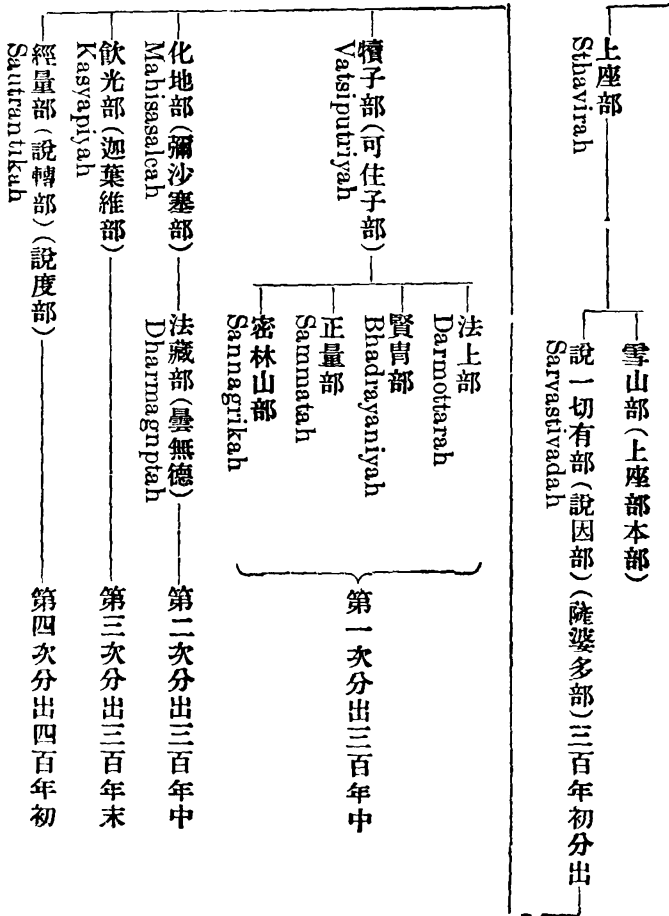 上座部
Sthavirah
雪山部（上座部本部）
說一切有部（說因部）（薩婆多部）三百年初分出
Sarvastivadah
犢子部（可住子部）
Vatsiputriyah
法上部
Darmottarah
賢冑部
Bhadrayaniyah
正量部
Sammatah
密林山部
Sannagrikah
第一次分出三百年中
化地部（彌沙塞部）
Mahisasalcah
法藏部（曇無德）
Dharmagnptah
第二次分出三百年中
飲光部（迦葉維部）
Kasyapiyah
第三次分出三百年末
經量部（說轉部）（說度部）
Sautrantikah
第四次分出四百年初